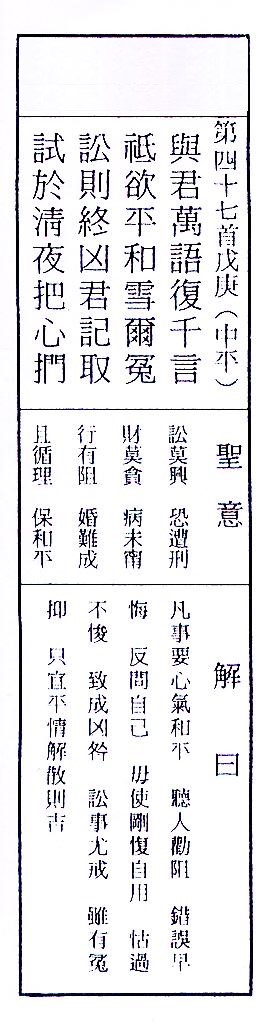 第四十七首戊庚（中平）
與君萬語復千言
祗欲平和雪爾冤
訟則終凶君記取
試於清夜把心捫
聖意
訟莫興 恐遭刑
財莫貪 病未甯
行有阻 婚難成
且循理 保和平
解曰
凡事要心氣和平 聽人勸阻 錯誤早
悔 反問自己 毋使剛愎自用 怙過
不悛 致成凶咎 訟事尤戒 雖有冤
抑 只宜平情解散則吉